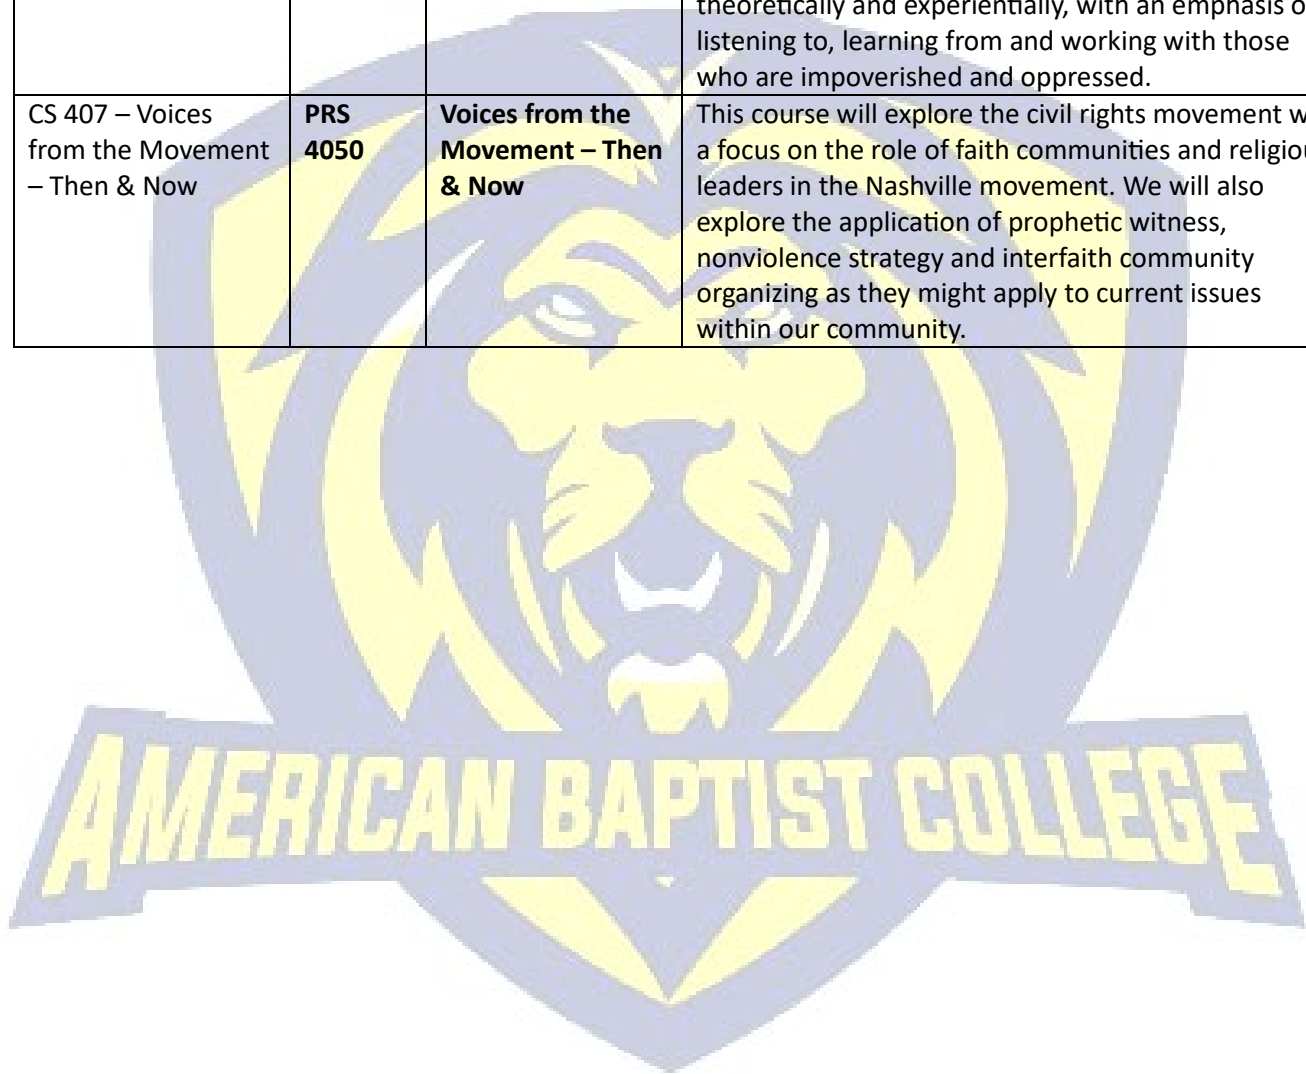 theoretically and experientially, with an emphasis
listening to, learning from and working with those
who are impoverished and oppressed.
CS 407 – Voices
from the Movement
– Then & Now
PRS
4050
Voices from the
Movement – Then
& Now
This course will explore the civil rights movement
a focus on the role of faith communities and
leaders in the Nashville movement. We will also
explore the application of prophetic witness,
nonviolence strategy and interfaith community
organizing as they might apply to current issues
within our community.
AMERICAN BAPTIST COLLEGE